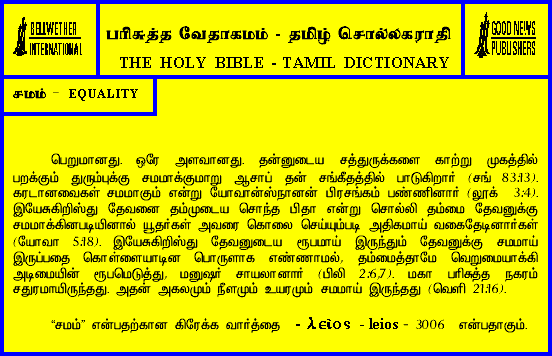 BELLWETHER
INTERNATIONAL
பரிசுத்த வேதாகமம் - தமிழ் சொல்லகராதி
THE HOLY BIBLE - TAMIL DICTIONARY
GOOD NEWS
PUBLISHERS
சமம் - EQUALITY
பெறுமானது. ஒரே அளவானது. தன்னுடைய சத்துருக்களை காற்று முகத்தில்
பறக்கும் துரும்புக்கு சமமாக்குமாறு ஆசாப் தன் சங்கீதத்தில் பாடுகிறார் (சங் 83:13).
கரடானவைகள் சமமாகும் என்று யோவான்ஸ்நானன் பிரசங்கம் பண்ணினார் (லூக் 3:4).
இயேசுகிறிஸ்து தேவனை தம்முடைய சொந்த பிதா என்று சொல்லி தம்மை தேவனுக்கு
சமமாக்கினபடியினால் யூதர்கள் அவரை கொலை செய்யும்படி அதிகமாய் வகைதேடினார்கள்
(யோவா 5:18). இயேசுகிறிஸ்து தேவனுடைய ரூபமாய் இருந்தும் தேவனுக்கு சமமாய்
இருப்பதை கொள்ளையாடின பொருளாக எண்ணாமல், தம்மைத்தாமே வெறுமையாக்கி
அடிமையின் ரூபமெடுத்து, மனுஷர் சாயலானார் (பிலி 2:6,7). மகா பரிசுத்த நகரம்
சதுரமாயிருந்தது. அதன் அகலமும் நீளமும் உயரமும் சமமாய் இருந்தது (வெளி 21:16).
“சமம்” என்பதற்கான கிரேக்க வார்த்தை - λεῖος - leios - 3006 என்பதாகும்.